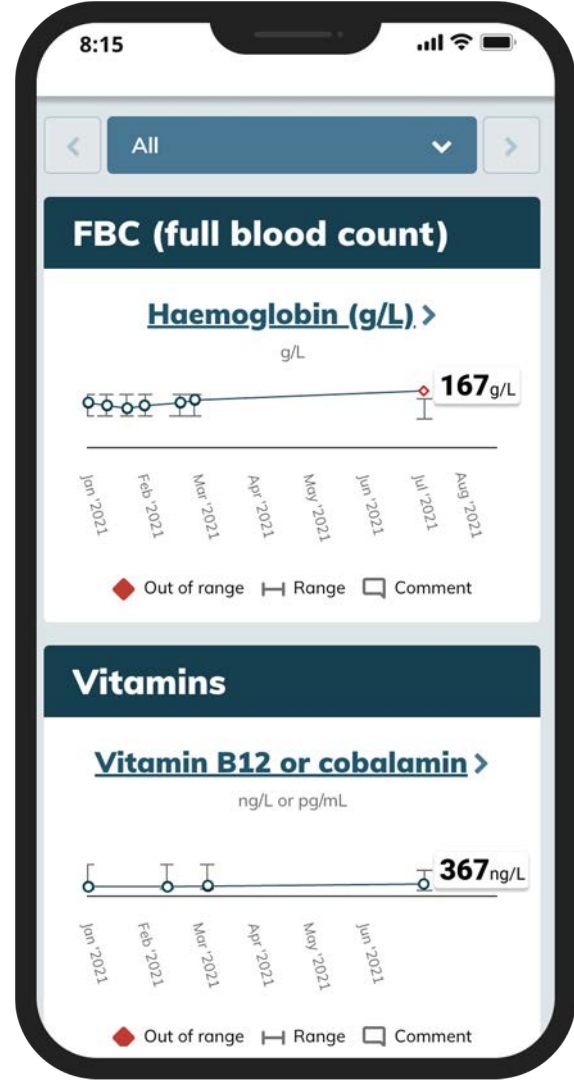 8:15
All
FBC (full blood count)
Haemoglobin (g/L)
g/L
167g/L
Jan '2021 Feb '2021 Mar '2021 Apr '2021 May '2021 Jun '2021 Jul '2021 Aug '2021
Out of range Range Comment
Vitamins
Vitamin B12 or cobalamin
ng/L or pg/mL
367ng/L
Jan '2021 Feb '2021 Mar '2021 Apr '2021 May '2021 Jun '2021
Out of range Range Comment